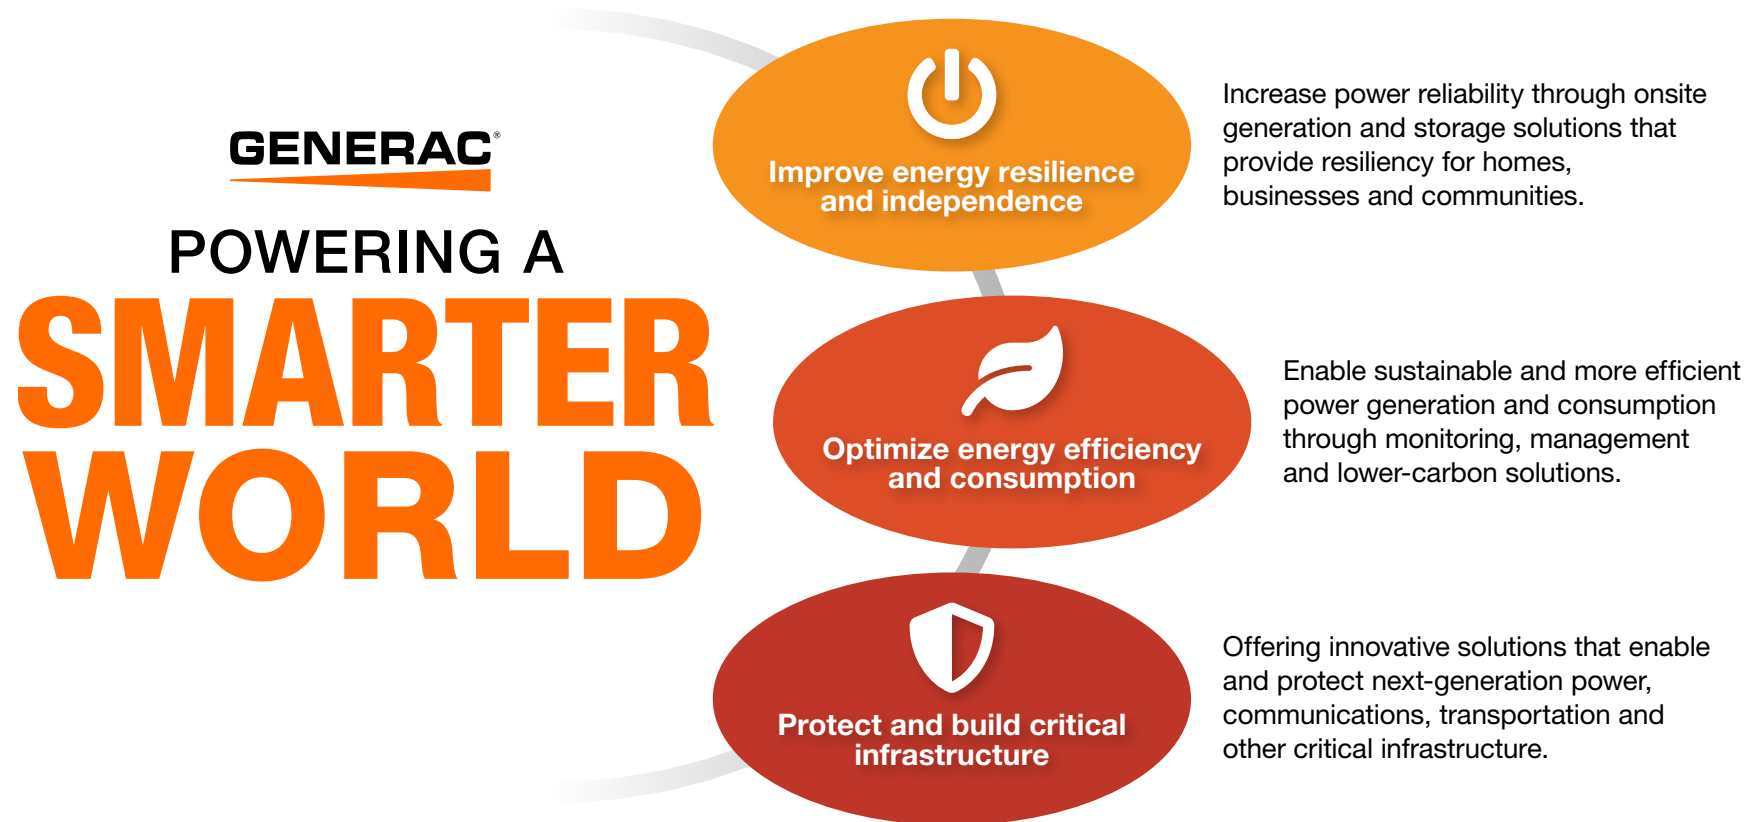 GENERAC®
POWERING A
SMARTER
WORLD
Improve energy resilience
and independence
Increase power reliability through onsite
generation and storage solutions that
provide resiliency for homes,
businesses and communities.
Optimize energy efficiency
and consumption
Enable sustainable and more efficient
power generation and consumption
through monitoring, management
and lower-carbon solutions.
Protect and build critical
infrastructure
Offering innovative solutions that enable
and protect next-generation power,
communications, transportation and
other critical infrastructure.